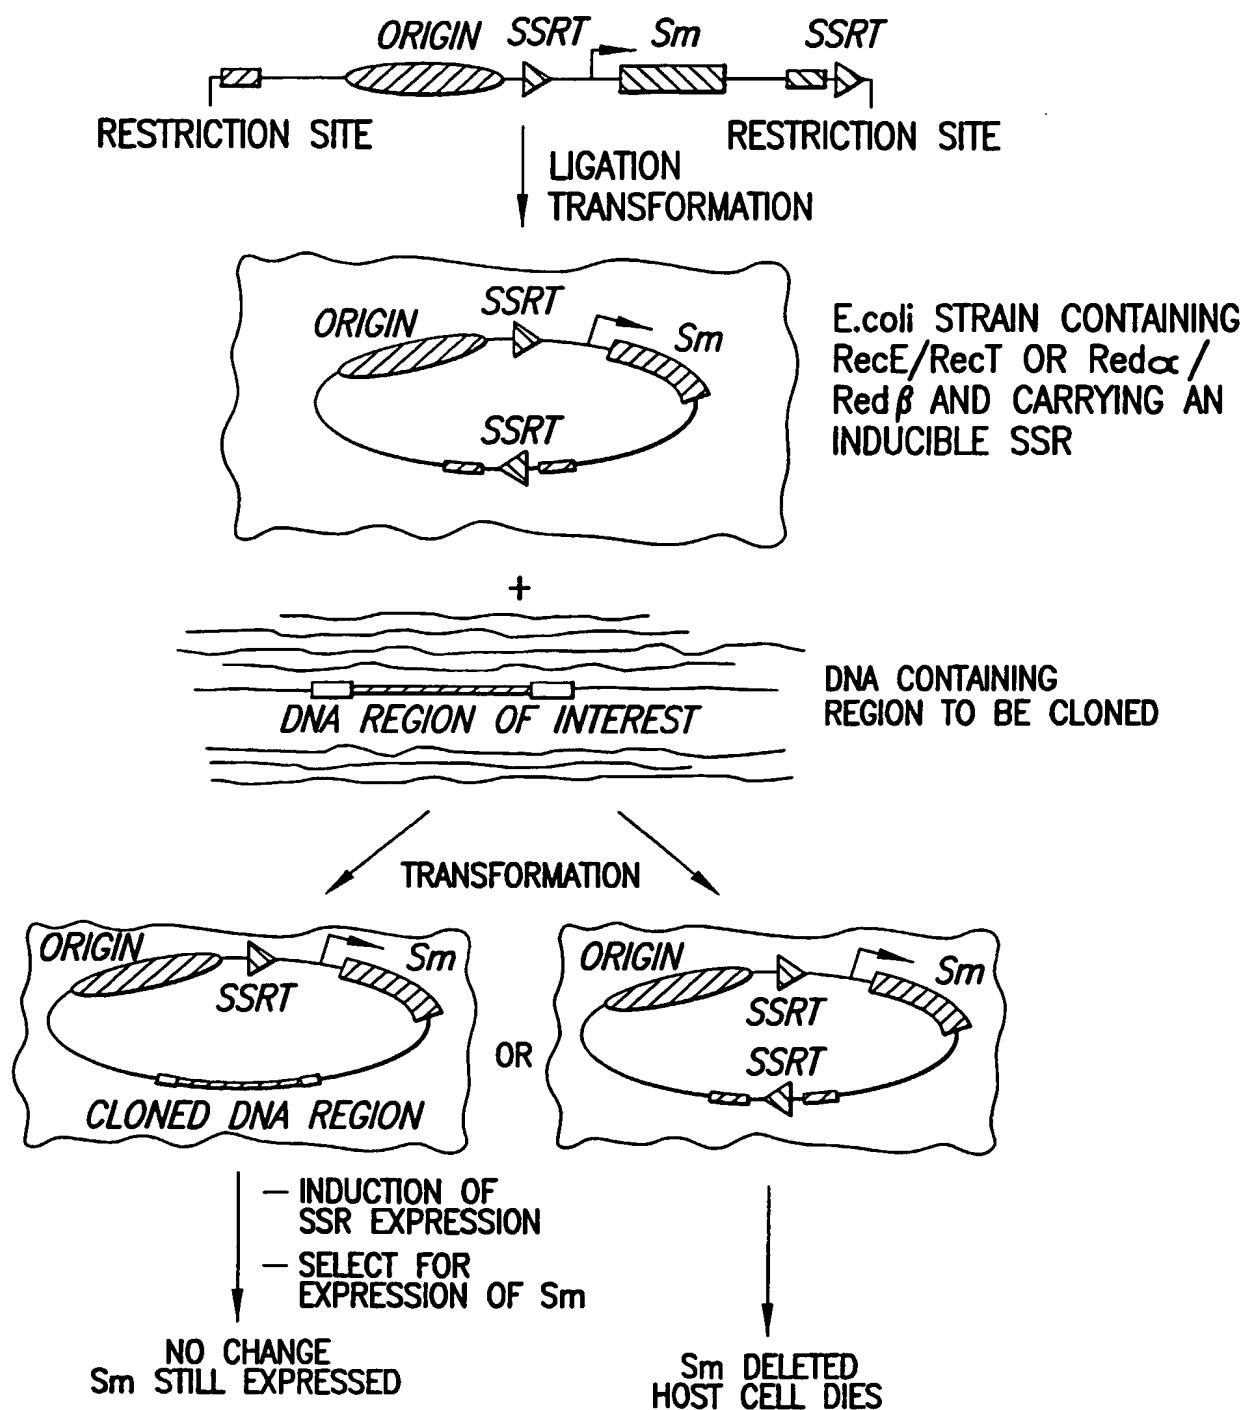 ORIGIN SSRT Sm SSRT
RESTRICTION SITE RESTRICTION SITE
LIGATION
TRANSFORMATION
ORIGIN SSRT Sm
SSRT
E.coli STRAIN CONTAINING
RecE/RecT OR Redα/
Redβ AND CARRYING AN
INDUCIBLE SSR
+
DNA REGION OF INTEREST
DNA CONTAINING
REGION TO BE CLONED
TRANSFORMATION
ORIGIN Sm
SSRT
CLONED DNA REGION
OR
ORIGIN Sm
SSRT
SSRT
– INDUCTION OF
SSR EXPRESSION
– SELECT FOR
EXPRESSION OF Sm
NO CHANGE
Sm STILL EXPRESSED
Sm DELETED
HOST CELL DIES